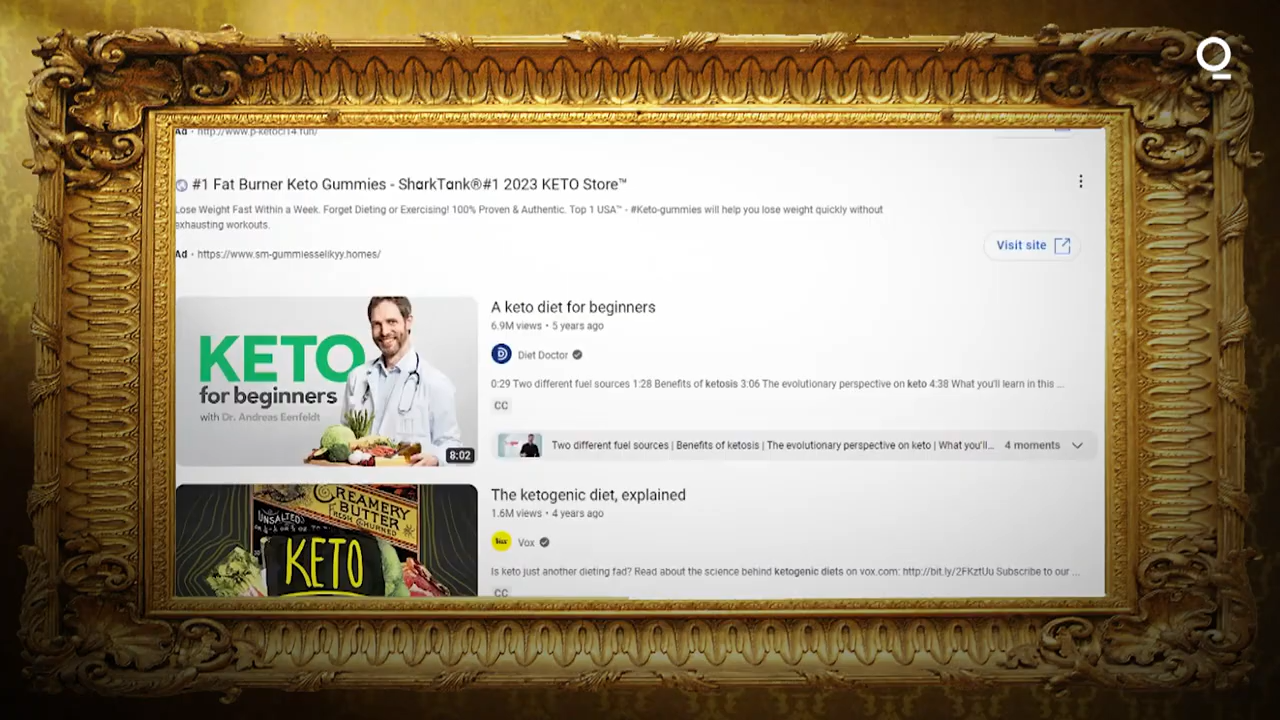 Ad · http://www.p-ketocl14.fun/
#1 Fat Burner Keto Gummies - SharkTank®#1 2023 KETO Store™
Lose Weight Fast Within a Week. Forget Dieting or Exercising! 100% Proven & Authentic. Top 1 USA™ - #Keto-gummies will help you lose weight quickly without
exhausting workouts.
Visit site
Ad · https://www.sm-gummiesselikyy.homes/
KETO
for beginners
with Dr. Andreas Eenfeldt
8:02
A keto diet for beginners
6.9M views • 5 years ago
Diet Doctor
0:29 Two different fuel sources 1:28 Benefits of ketosis 3:06 The evolutionary perspective on keto 4:38 What you'll learn in this ...
CC
Two different fuel sources | Benefits of ketosis | The evolutionary perspective on keto | What you'll... 4 moments
CREAMERY
BUTTER
FRESH CHURNED
UNSALTED
KETO
The ketogenic diet, explained
1.6M views • 4 years ago
Vox
Is keto just another dieting fad? Read about the science behind ketogenic diets on vox.com: http://bit.ly/2FKztUu Subscribe to our ...
CC